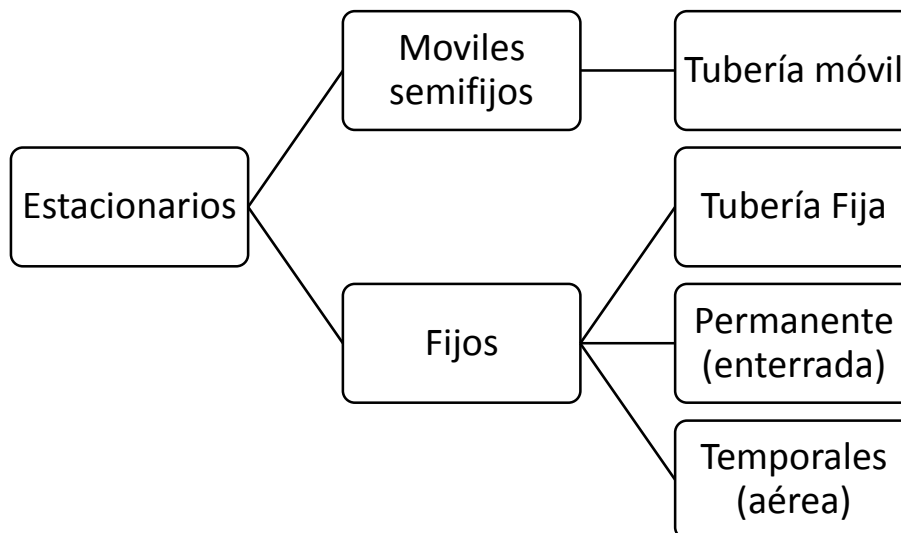 Moviles
semifijos
Tubería móvil
Estacionarios
Tubería Fija
Fijos
Permanente
(enterrada)
Temporales
(aérea)